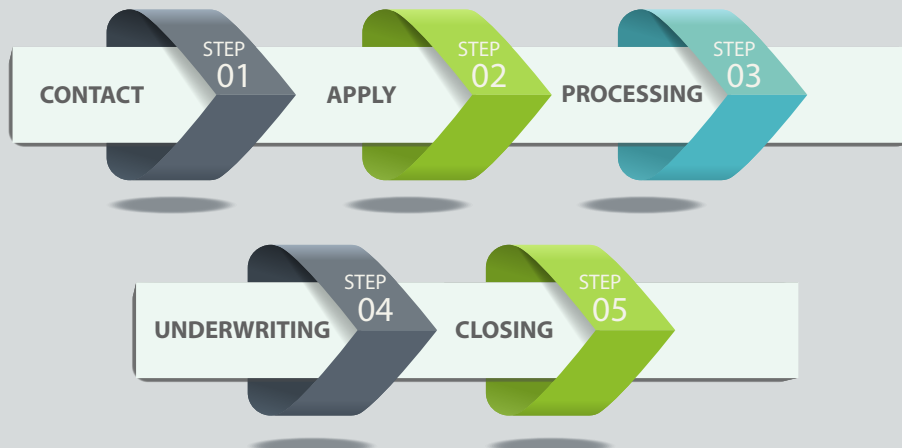 CONTACT
STEP
01
APPLY
STEP
02
PROCESSING
STEP
03
UNDERWRITING
STEP
04
CLOSING
STEP
05